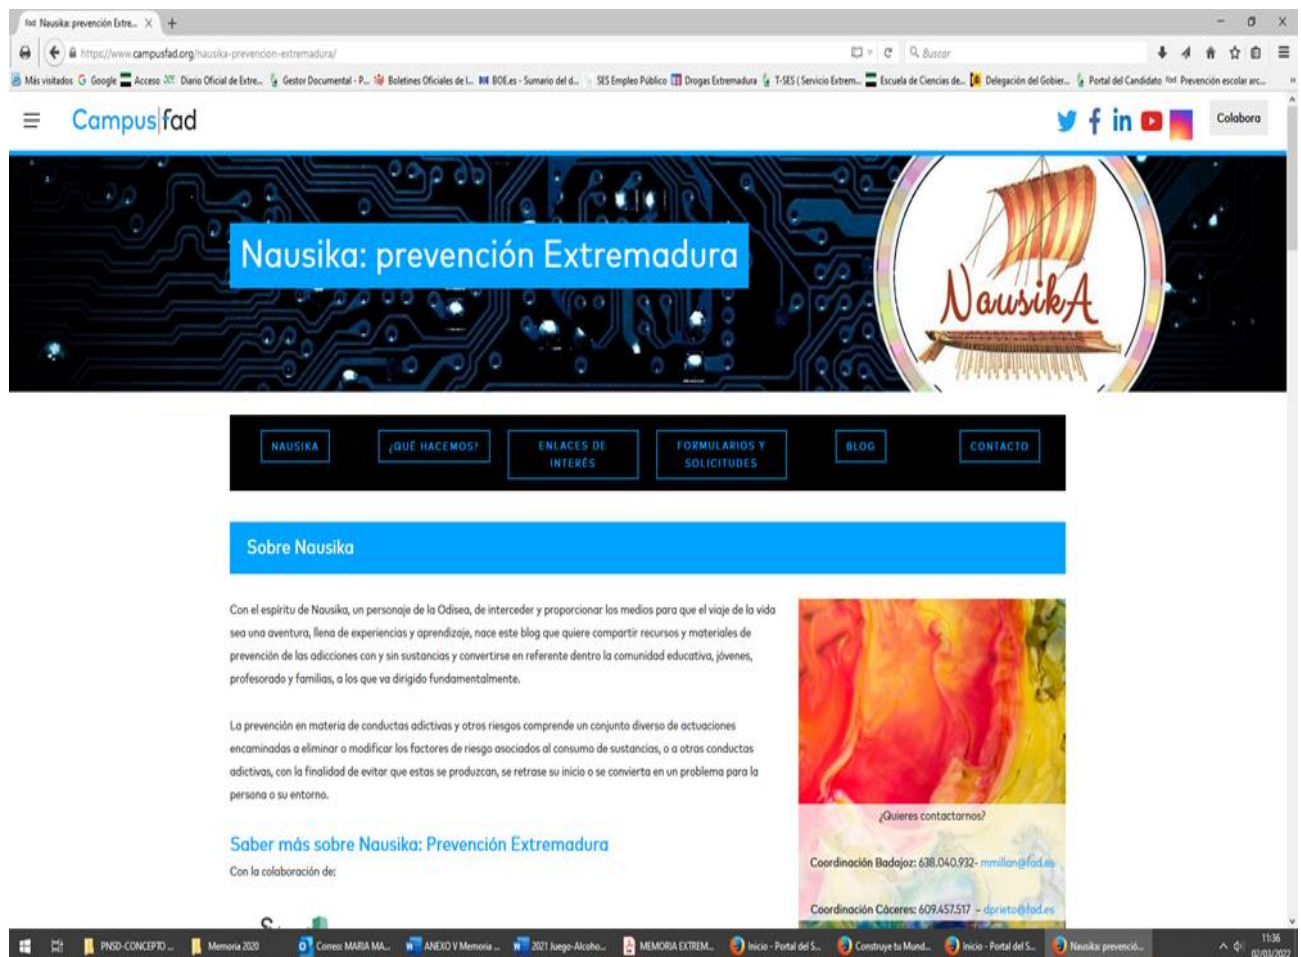 fad Nausika: prevención Extre...
https://www.campusfad.org/nausika-prevencion-extremadura/
Buscar
Más visitados
Google
Acceso
Diario Oficial de Extre...
Gestor Documental - P...
Boletines Oficiales de l...
BOE.es - Sumario del d...
SES Empleo Público
Drogas Extremadura
T-SES (Servicio Extrem...
Escuela de Ciencias de...
Delegación del Gobier...
Portal del Candidato
fad Prevención escolar arc...
Campus fad
Colabora
Nausika: prevención Extremadura
NausikA
NAUSIKA
¿QUÉ HACEMOS?
ENLACES DE
INTERÉS
FORMULARIOS Y
SOLICITUDES
BLOG
CONTACTO
Sobre Nausika
Con el espíritu de Nausika, un personaje de la Odisea, de interceder y proporcionar los medios para que el viaje de la vida
sea una aventura, llena de experiencias y aprendizaje, nace este blog que quiere compartir recursos y materiales de
prevención de las adicciones con y sin sustancias y convertirse en referente dentro la comunidad educativa, jóvenes,
profesorado y familias, a los que va dirigido fundamentalmente.
La prevención en materia de conductas adictivas y otros riesgos comprende un conjunto diverso de actuaciones
encaminadas a eliminar o modificar los factores de riesgo asociados al consumo de sustancias, o a otras conductas
adictivas, con la finalidad de evitar que estas se produzcan, se retrase su inicio o se convierta en un problema para la
persona o su entorno.
Saber más sobre Nausika: Prevención Extremadura
Con la colaboración de:
¿Quieres contactarnos?
Coordinación Badajoz: 638.040.932- mmillan@fad.es
Coordinación Cáceres: 609.457.517 – dprieto@fad.es
PNSD-CONCEPTO ...
Memoria 2020
Correo: MARIA MA...
ANEXO V Memoria ...
2021 Juego-Alcoho...
MEMORIA EXTREM...
Inicio - Portal del S...
Construye tu Mund...
Inicio - Portal del S...
Nausika: prevenció...
11:36
02/03/2022